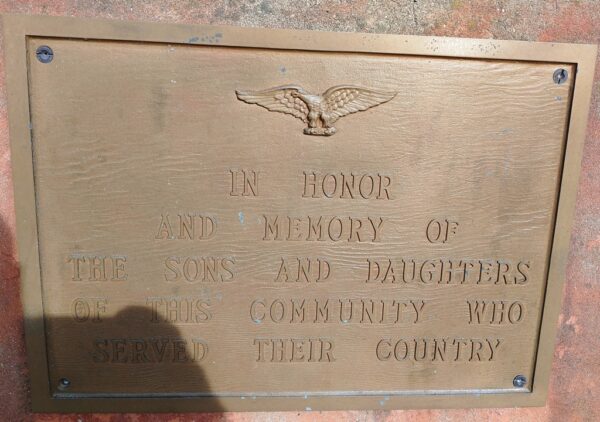 IN HONOR
AND MEMORY OF
THE SONS AND DAUGHTERS
OF THIS COMMUNITY WHO
SERVED THEIR COUNTRY